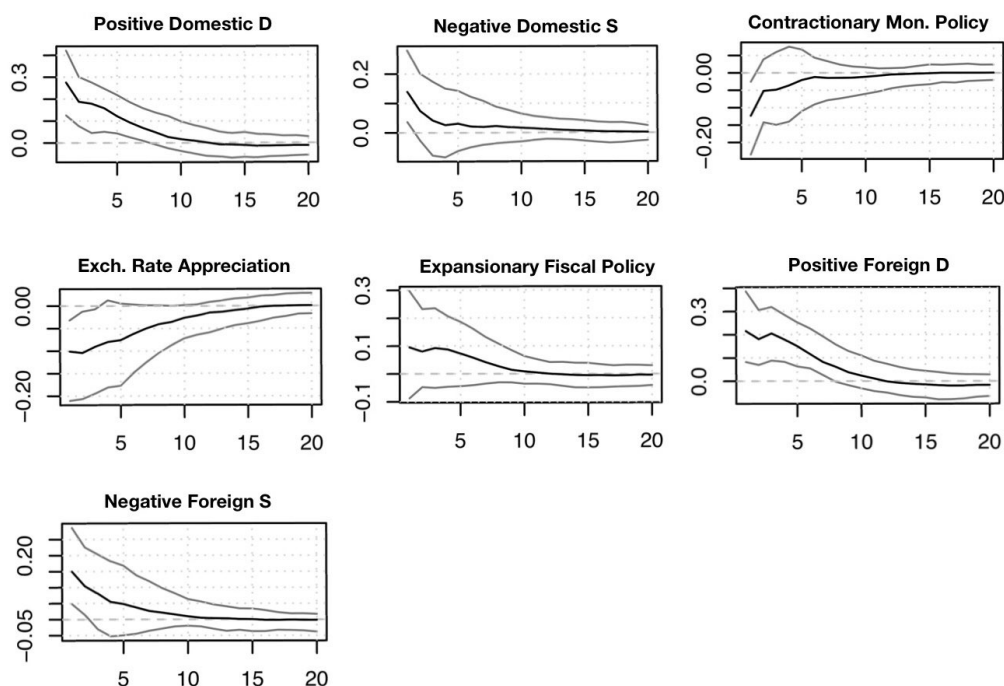 Positive Domestic D
0.3
0.0
5 10 15 20
Negative Domestic S
0.2
0.0
5 10 15 20
Contractionary Mon. Policy
0.00
−0.20
5 10 15 20
Exch. Rate Appreciation
0.00
−0.20
5 10 15 20
Expansionary Fiscal Policy
0.3
0.1
−0.1
5 10 15 20
Positive Foreign D
0.3
0.0
5 10 15 20
Negative Foreign S
0.20
−0.05
5 10 15 20